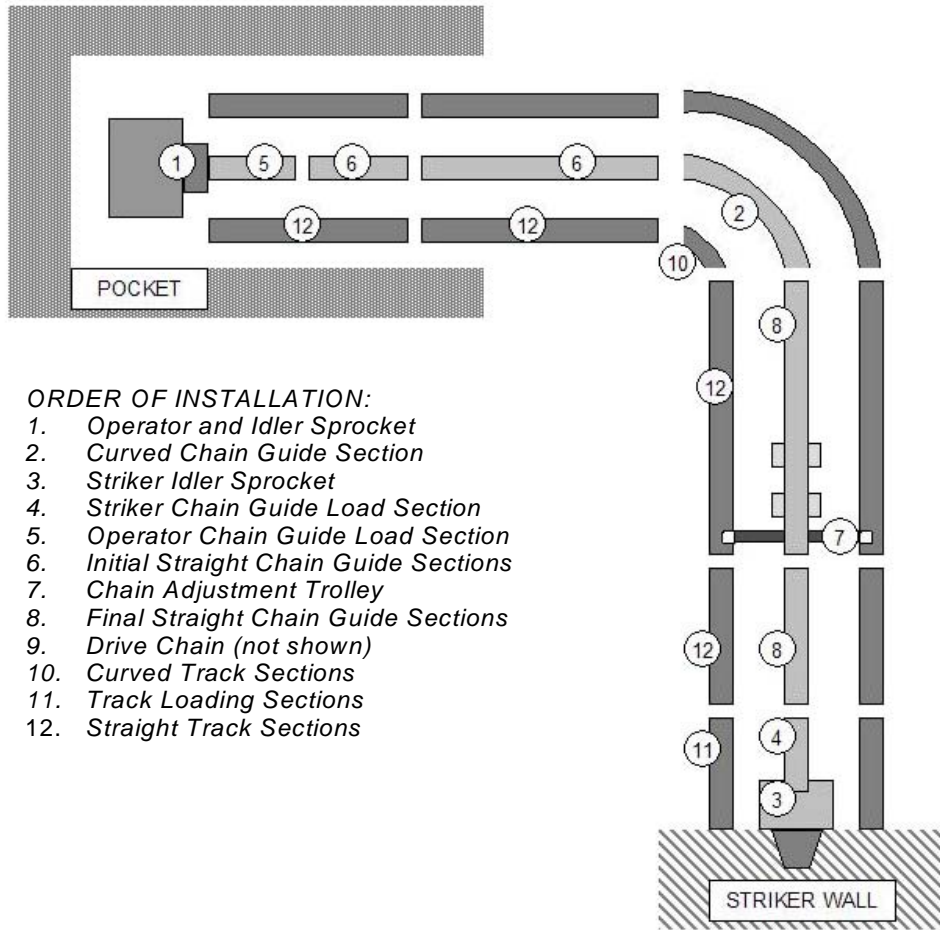 1
5
6
6
2
12
12
10
POCKET
8
12
7
ORDER OF INSTALLATION:
1. Operator and Idler Sprocket
2. Curved Chain Guide Section
3. Striker Idler Sprocket
4. Striker Chain Guide Load Section
5. Operator Chain Guide Load Section
6. Initial Straight Chain Guide Sections
7. Chain Adjustment Trolley
8. Final Straight Chain Guide Sections
9. Drive Chain (not shown)
10. Curved Track Sections
11. Track Loading Sections
12. Straight Track Sections
12
8
11
4
3
STRIKER WALL